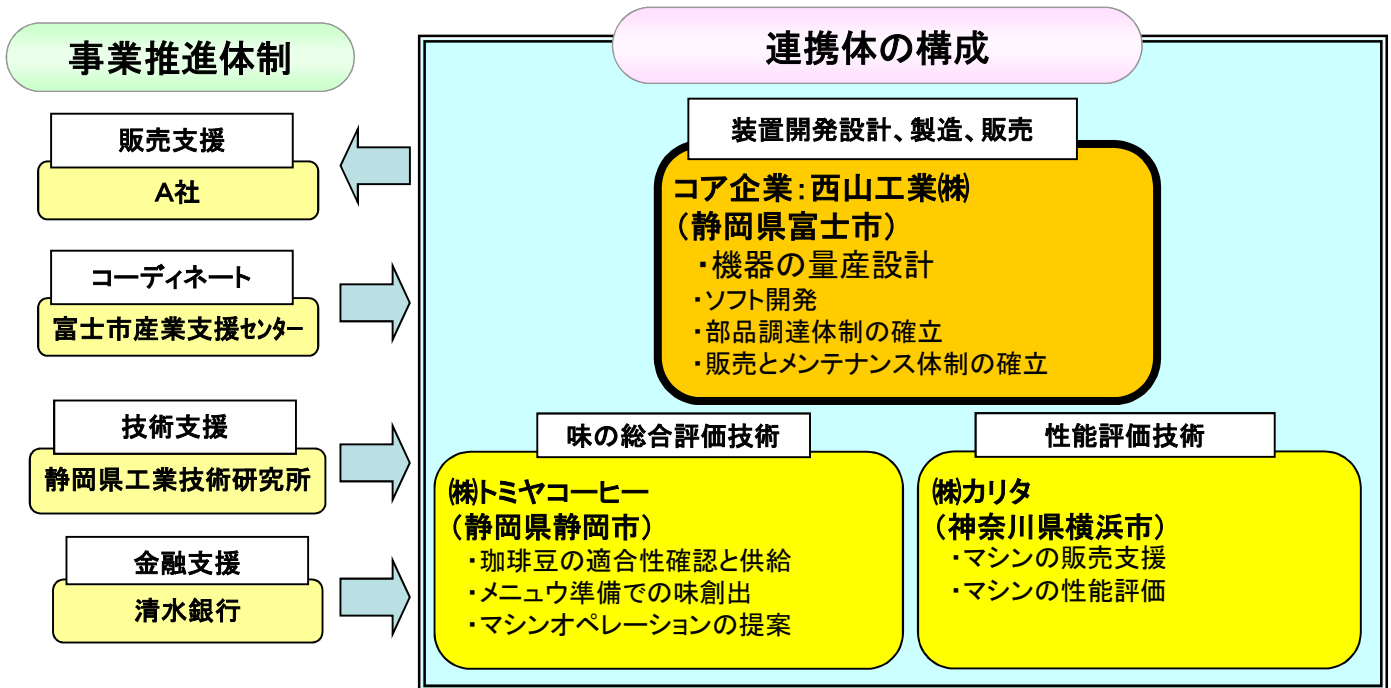 事業推進体制
販売支援
A社
コーディネート
富士市産業支援センター
技術支援
静岡県工業技術研究所
金融支援
清水銀行
連携体の構成
装置開発設計、製造、販売
コア企業：西山工業㈱
（静岡県富士市）
・機器の量産設計
・ソフト開発
・部品調達体制の確立
・販売とメンテナンス体制の確立
味の総合評価技術
㈱トミヤコーヒー
（静岡県静岡市）
・珈琲豆の適合性確認と供給
・メニュウ準備での味創出
・マシンオペレーションの提案
性能評価技術
㈱カリタ
（神奈川県横浜市）
・マシンの販売支援
・マシンの性能評価